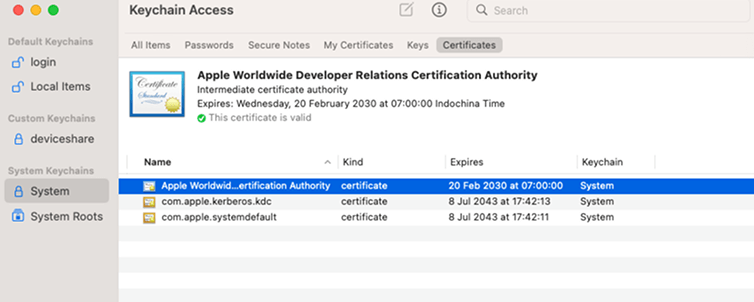 Keychain Access
Search
Default Keychains
login
Local Items
Custom Keychains
deviceshare
System Keychains
System
System Roots
All Items Passwords Secure Notes My Certificates Keys Certificates
Certificate
Standard
Apple Worldwide Developer Relations Certification Authority
Intermediate certificate authority
Expires: Wednesday, 20 February 2030 at 07:00:00 Indochina Time
This certificate is valid
Name Kind Expires Keychain
Apple Worldwid...ertification Authority certificate 20 Feb 2030 at 07:00:00 System
com.apple.kerberos.kdc certificate 8 Jul 2043 at 17:42:13 System
com.apple.systemdefault certificate 8 Jul 2043 at 17:42:11 System